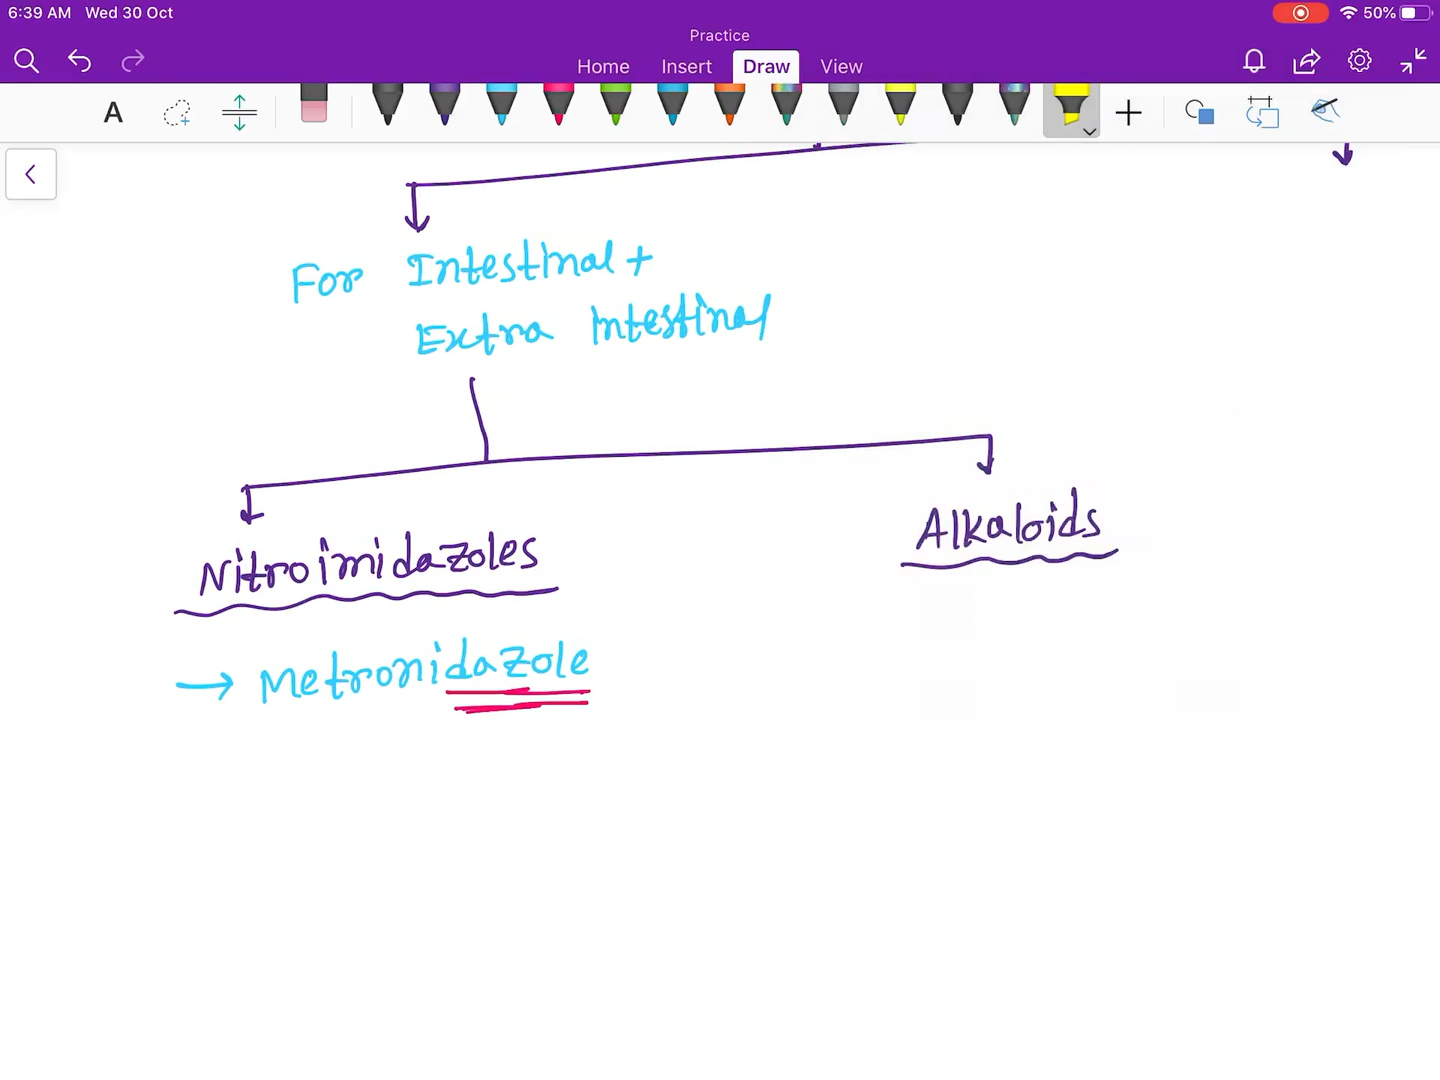 6:39 AM Wed 30 Oct
50%
Practice
Home Insert Draw View
A
For Intestinal +
Extra Intestinal
Nitroimidazoles
Alkaloids
→ Metronidazole